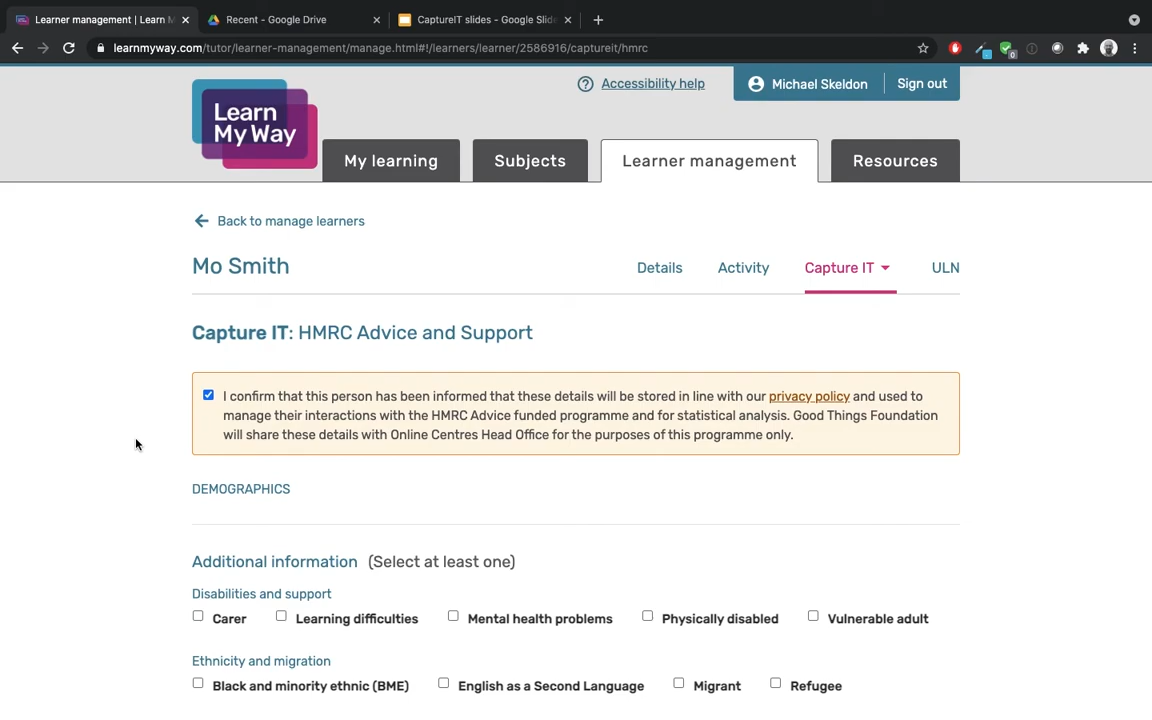 Learner management | Learn M
Recent - Google Drive
CaptureIT slides - Google Slide
learnmyway.com/tutor/learner-management/manage.html#!/learners/learner/2586916/captureit/hmrc
Accessibility help
Michael Skeldon
Sign out
Learn
My Way
My learning
Subjects
Learner management
Resources
Back to manage learners
Mo Smith
Details
Activity
Capture IT
ULN
Capture IT: HMRC Advice and Support
I confirm that this person has been informed that these details will be stored in line with our privacy policy and used to
manage their interactions with the HMRC Advice funded programme and for statistical analysis. Good Things Foundation
will share these details with Online Centres Head Office for the purposes of this programme only.
DEMOGRAPHICS
Additional information (Select at least one)
Disabilities and support
Carer Learning difficulties Mental health problems Physically disabled Vulnerable adult
Ethnicity and migration
Black and minority ethnic (BME) English as a Second Language Migrant Refugee